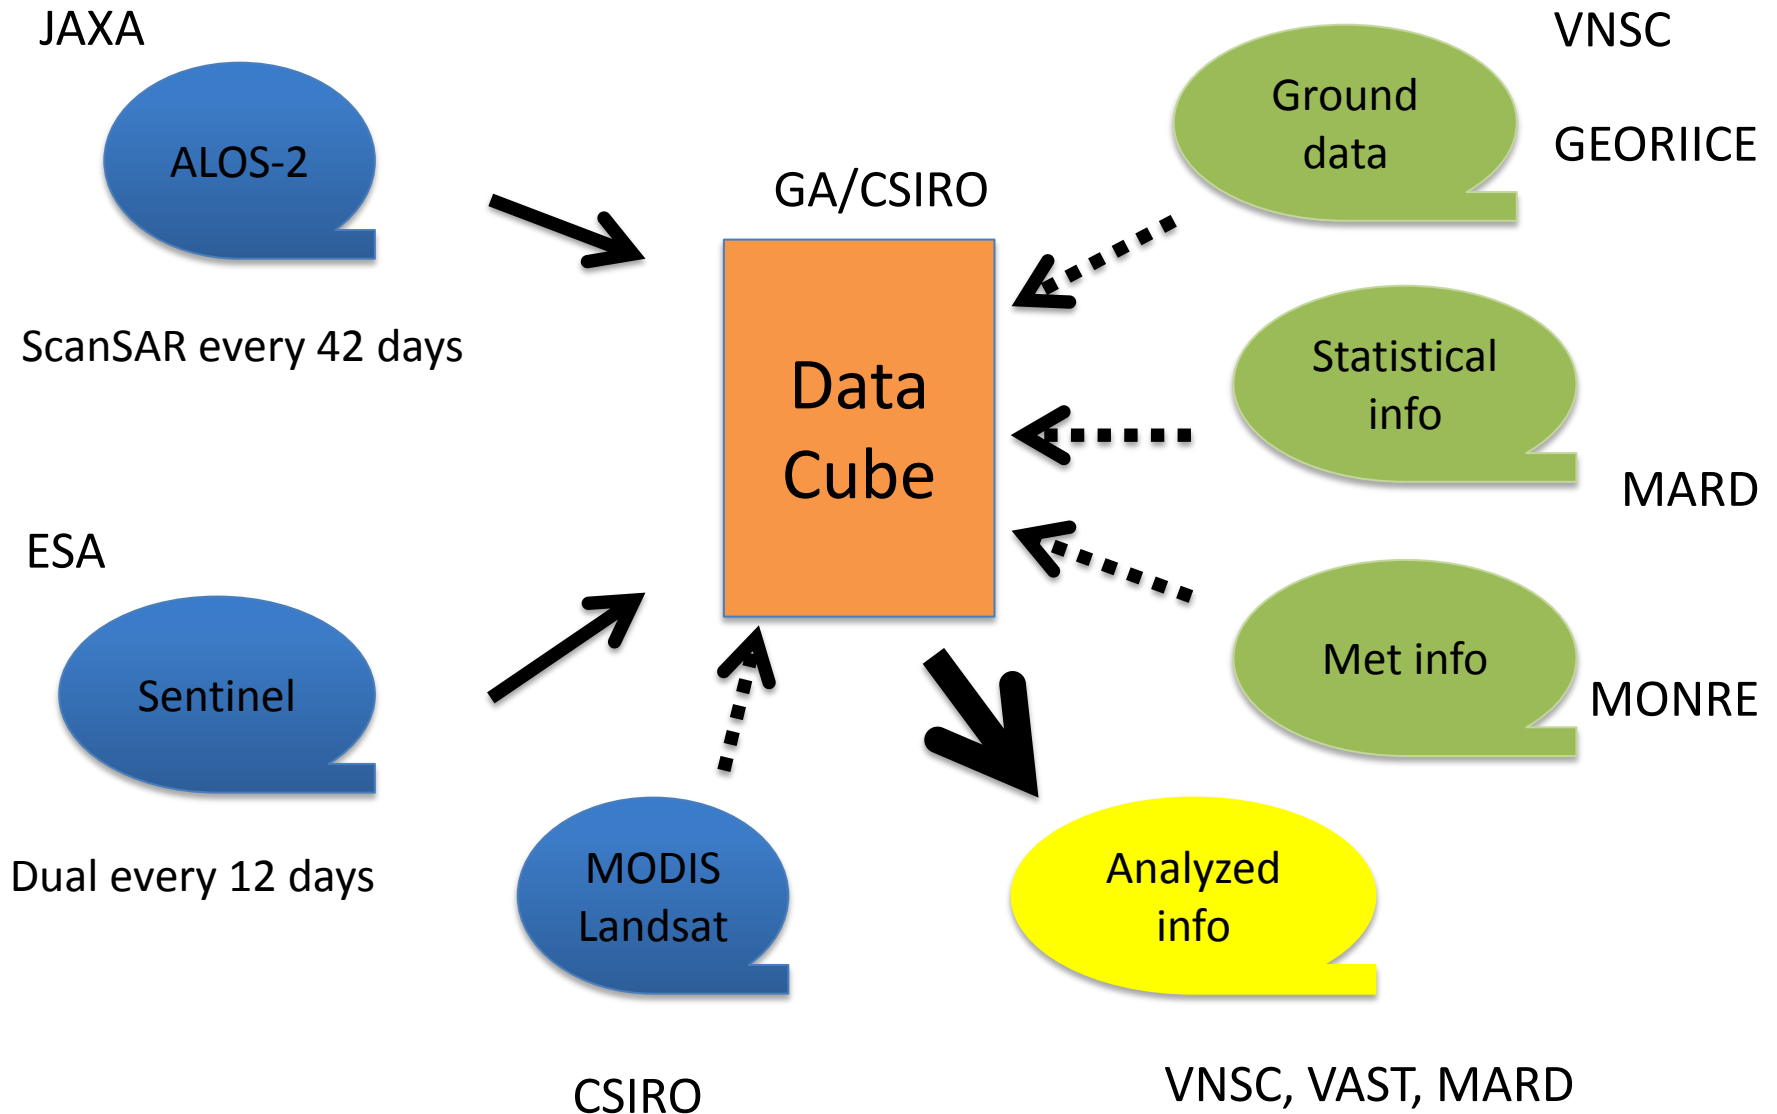 JAXA
ALOS-2
ScanSAR every 42 days
ESA
Sentinel
Dual every 12 days
GA/CSIRO
Data
Cube
MODIS
Landsat
CSIRO
VNSC
Ground
data
GEORIICE
Statistical
info
MARD
Met info
MONRE
Analyzed
info
VNSC, VAST, MARD